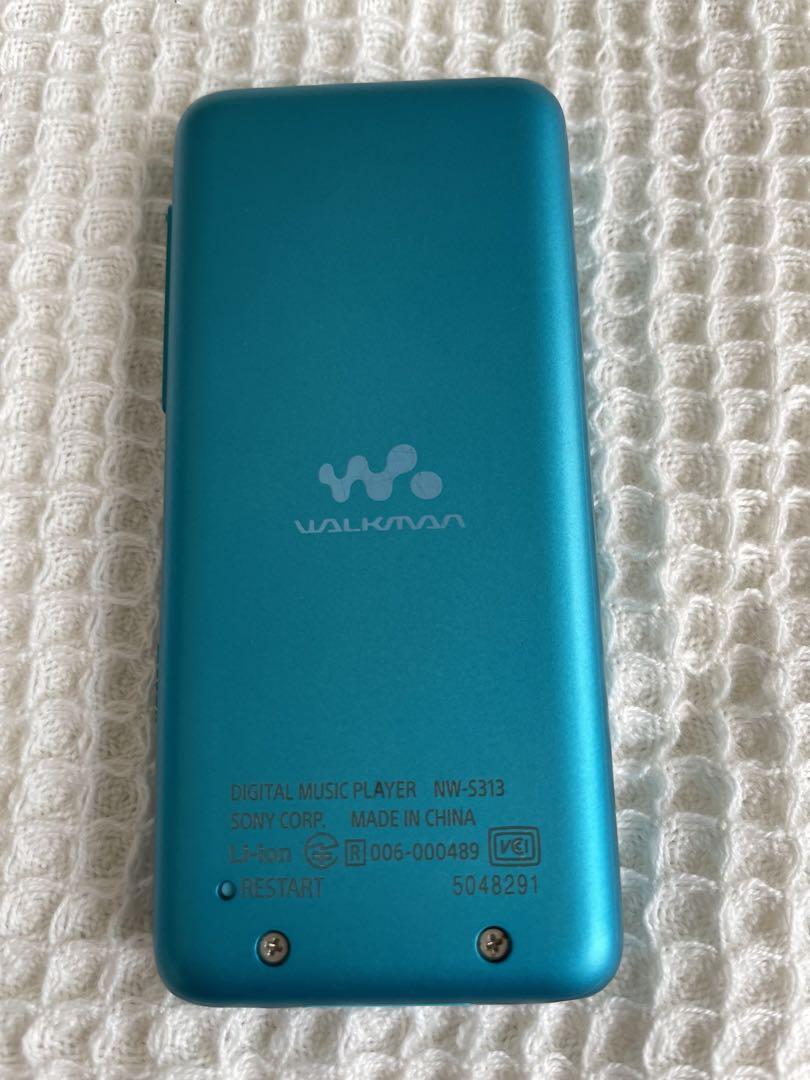 WALKMAN
DIGITAL MUSIC PLAYER NW-S313
SONY CORP. MADE IN CHINA
Li-ion R 006-000489 VCI
RESTART 5048291